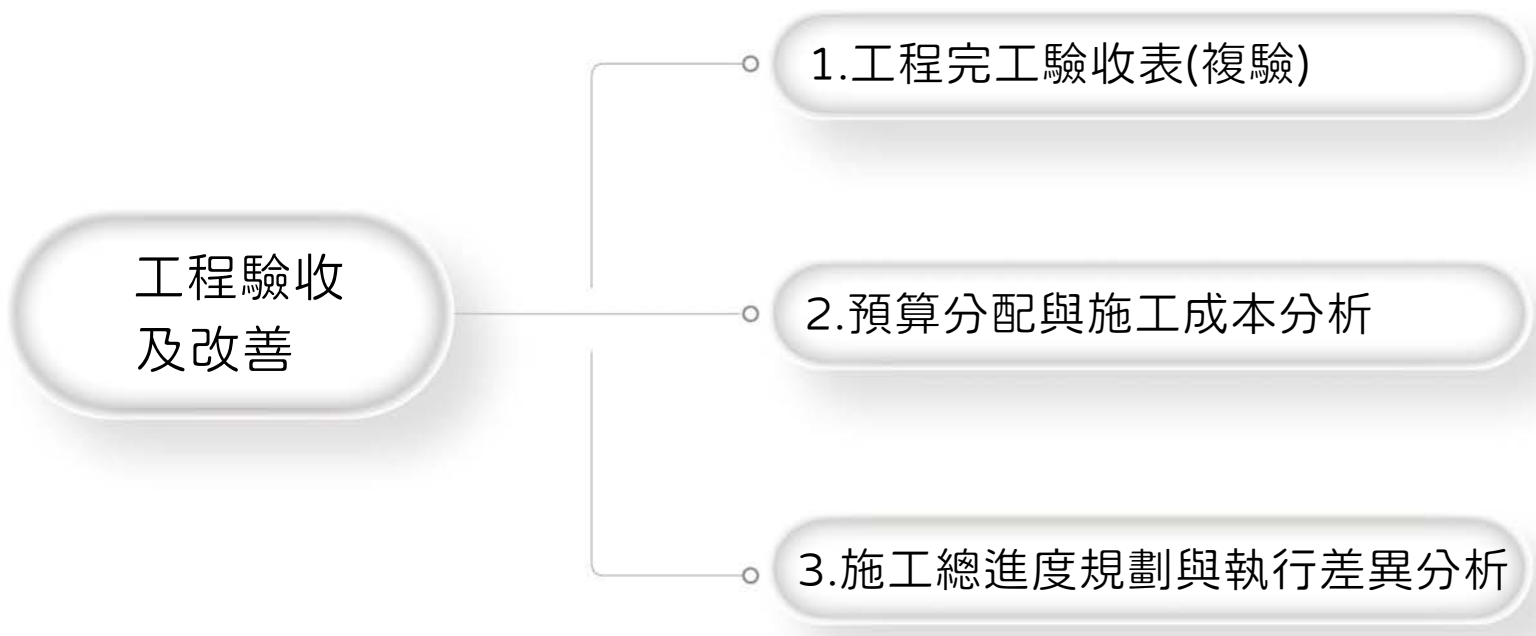 工程驗收
及改善
1.工程完工驗收表(複驗)
2.預算分配與施工成本分析
3.施工總進度規劃與執行差異分析